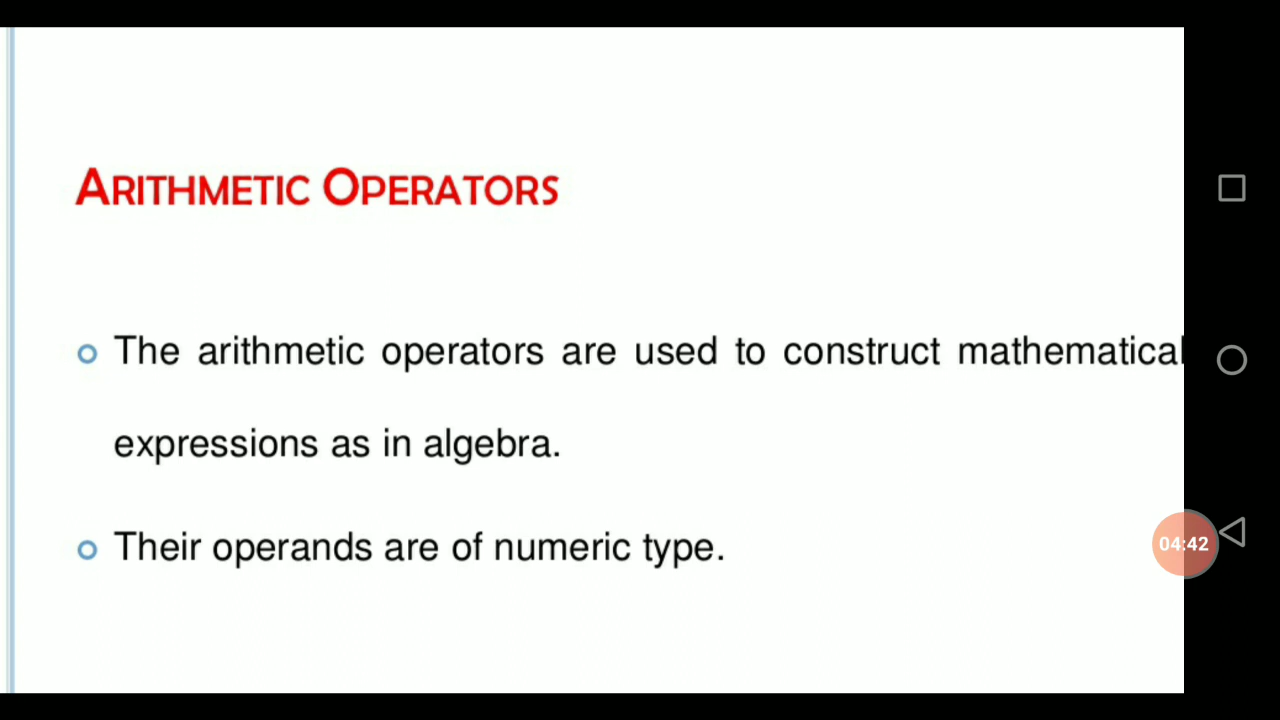 ARITHMETIC OPERATORS
The arithmetic operators are used to construct mathematical
expressions as in algebra.
Their operands are of numeric type.
04:42